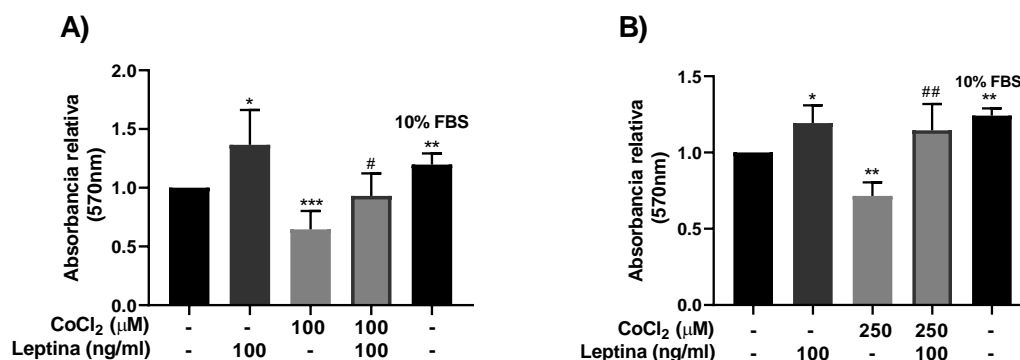 A)
Absorbancia relativa
(570nm)
2.0
1.5
1.0
0.5
0.0
*
***
#
10% FBS
**
CoCl₂ (μM) - - 100 100 -
Leptina (ng/ml) - 100 - 100 -
B)
Absorbancia relativa
(570nm)
1.5
1.0
0.5
0.0
*
**
##
10% FBS
**
CoCl₂ (μM) - - 250 250 -
Leptina (ng/ml) - 100 - 100 -